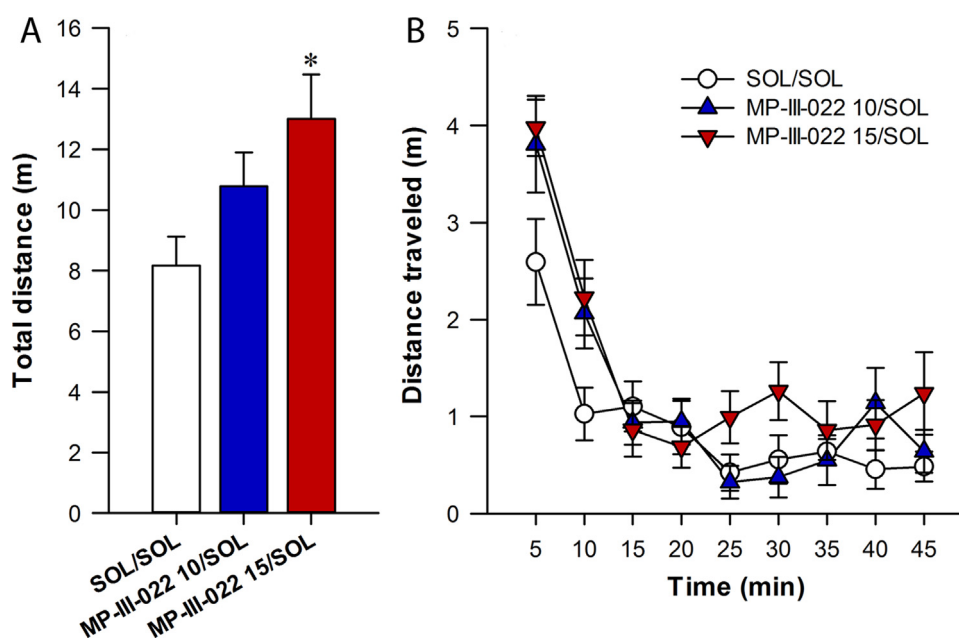 A
16
14
12
10
8
6
4
2
0
Total distance (m)
*
SOL/SOL
MP-III-022 10/SOL
MP-III-022 15/SOL
B
5
4
3
2
1
0
Distance traveled (m)
SOL/SOL
MP-III-022 10/SOL
MP-III-022 15/SOL
5 10 15 20 25 30 35 40 45
Time (min)